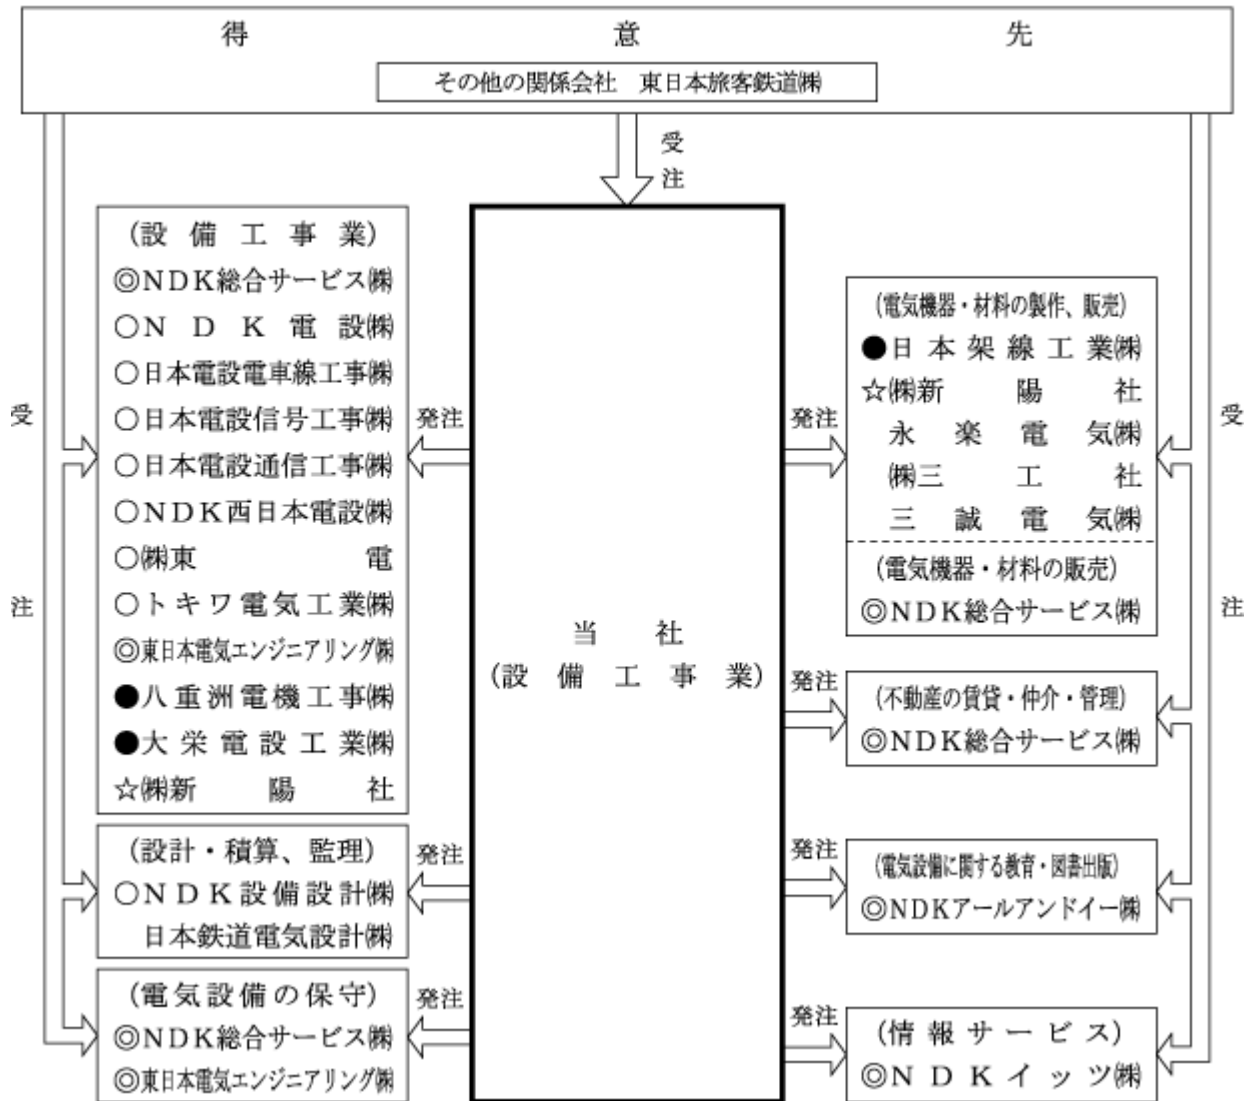 得意先
その他の関係会社 東日本旅客鉄道㈱
受注
(設備工事業)
◎NDK総合サービス㈱
○NDK電設㈱
○日本電設電車線工事㈱
○日本電設信号工事㈱
○日本電設通信工事㈱
○NDK西日本電設㈱
○㈱東電
○トキワ電気工業㈱
◎東日本電気エンジニアリング㈱
●八重洲電機工事㈱
●大栄電設工業㈱
☆㈱新陽社
(設計・積算、監理)
○NDK設備設計㈱
日本鉄道電気設計㈱
(電気設備の保守)
◎NDK総合サービス㈱
◎東日本電気エンジニアリング㈱
受注
発注
発注
発注
当社
(設備工事業)
発注
発注
発注
発注
(電気機器・材料の製作、販売)
●日本架線工業㈱
☆㈱新陽社
永楽電気㈱
㈱三工社
三誠電気㈱
(電気機器・材料の販売)
◎NDK総合サービス㈱
(不動産の賃貸・仲介・管理)
◎NDK総合サービス㈱
(電気設備に関する教育・図書出版)
◎NDKアールアンドイー㈱
(情報サービス)
◎NDKイッツ㈱
受注